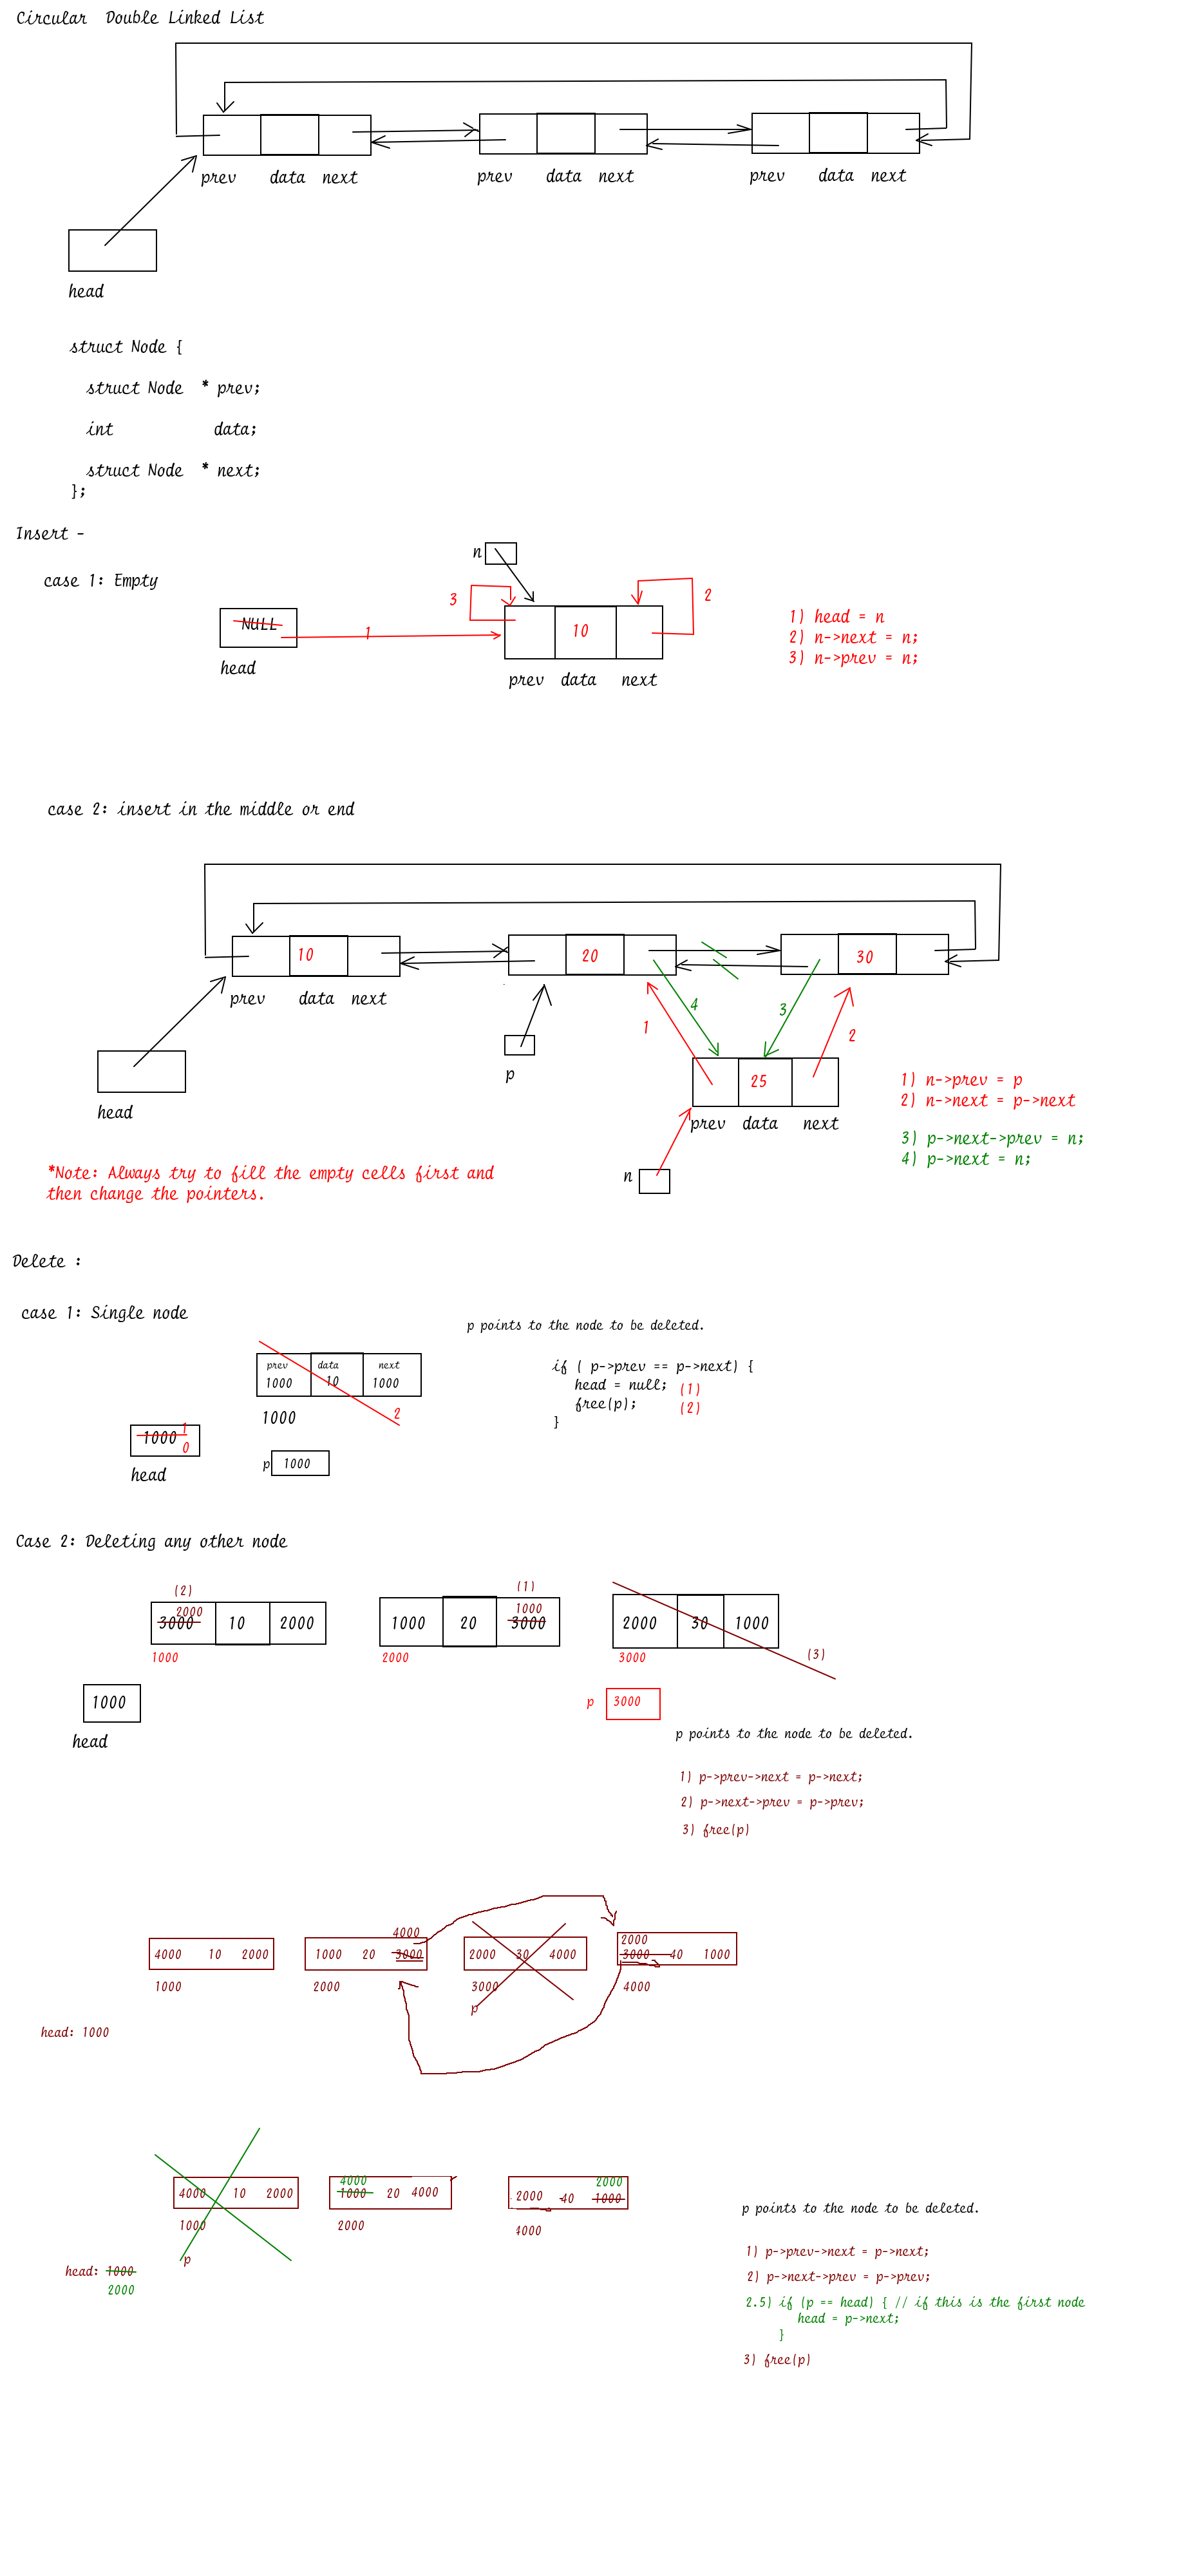 Circular Double Linked List
prev data next prev data next prev data next
head
struct Node {
struct Node * prev;
int data;
struct Node * next;
};
Insert -
n
case 1: Empty
3 2
NULL 1 10
head
prev data next
1) head = n
2) n->next = n;
3) n->prev = n;
case 2: insert in the middle or end
10 20 30
prev data next
p
head
1 4 3 2
25
prev data next
n
1) n->prev = p
2) n->next = p->next
3) p->next->prev = n;
4) p->next = n;
*Note: Always try to fill the empty cells first and
then change the pointers.
Delete :
case 1: Single node
p points to the node to be deleted.
prev data next
1000 10 1000
1000 2
1000 1
0
head
p 1000
if ( p->prev == p->next) {
head = null; (1)
free(p); (2)
}
Case 2: Deleting any other node
(2) (1)
2000 1000
3000 10 2000 1000 20 3000 2000 30 1000
1000 2000 3000 (3)
1000
head
p 3000
p points to the node to be deleted.
1) p->prev->next = p->next;
2) p->next->prev = p->prev;
3) free(p)
4000 2000
4000 10 2000 1000 20 3000 2000 30 4000 3000 40 1000
1000 2000 3000 4000
p
head: 1000
4000 2000
4000 10 2000 1000 20 4000 2000 40 1000
1000 2000 4000
p
head: 1000
2000
p points to the node to be deleted.
1) p->prev->next = p->next;
2) p->next->prev = p->prev;
2.5) if (p == head) { // if this is the first node
head = p->next;
}
3) free(p)